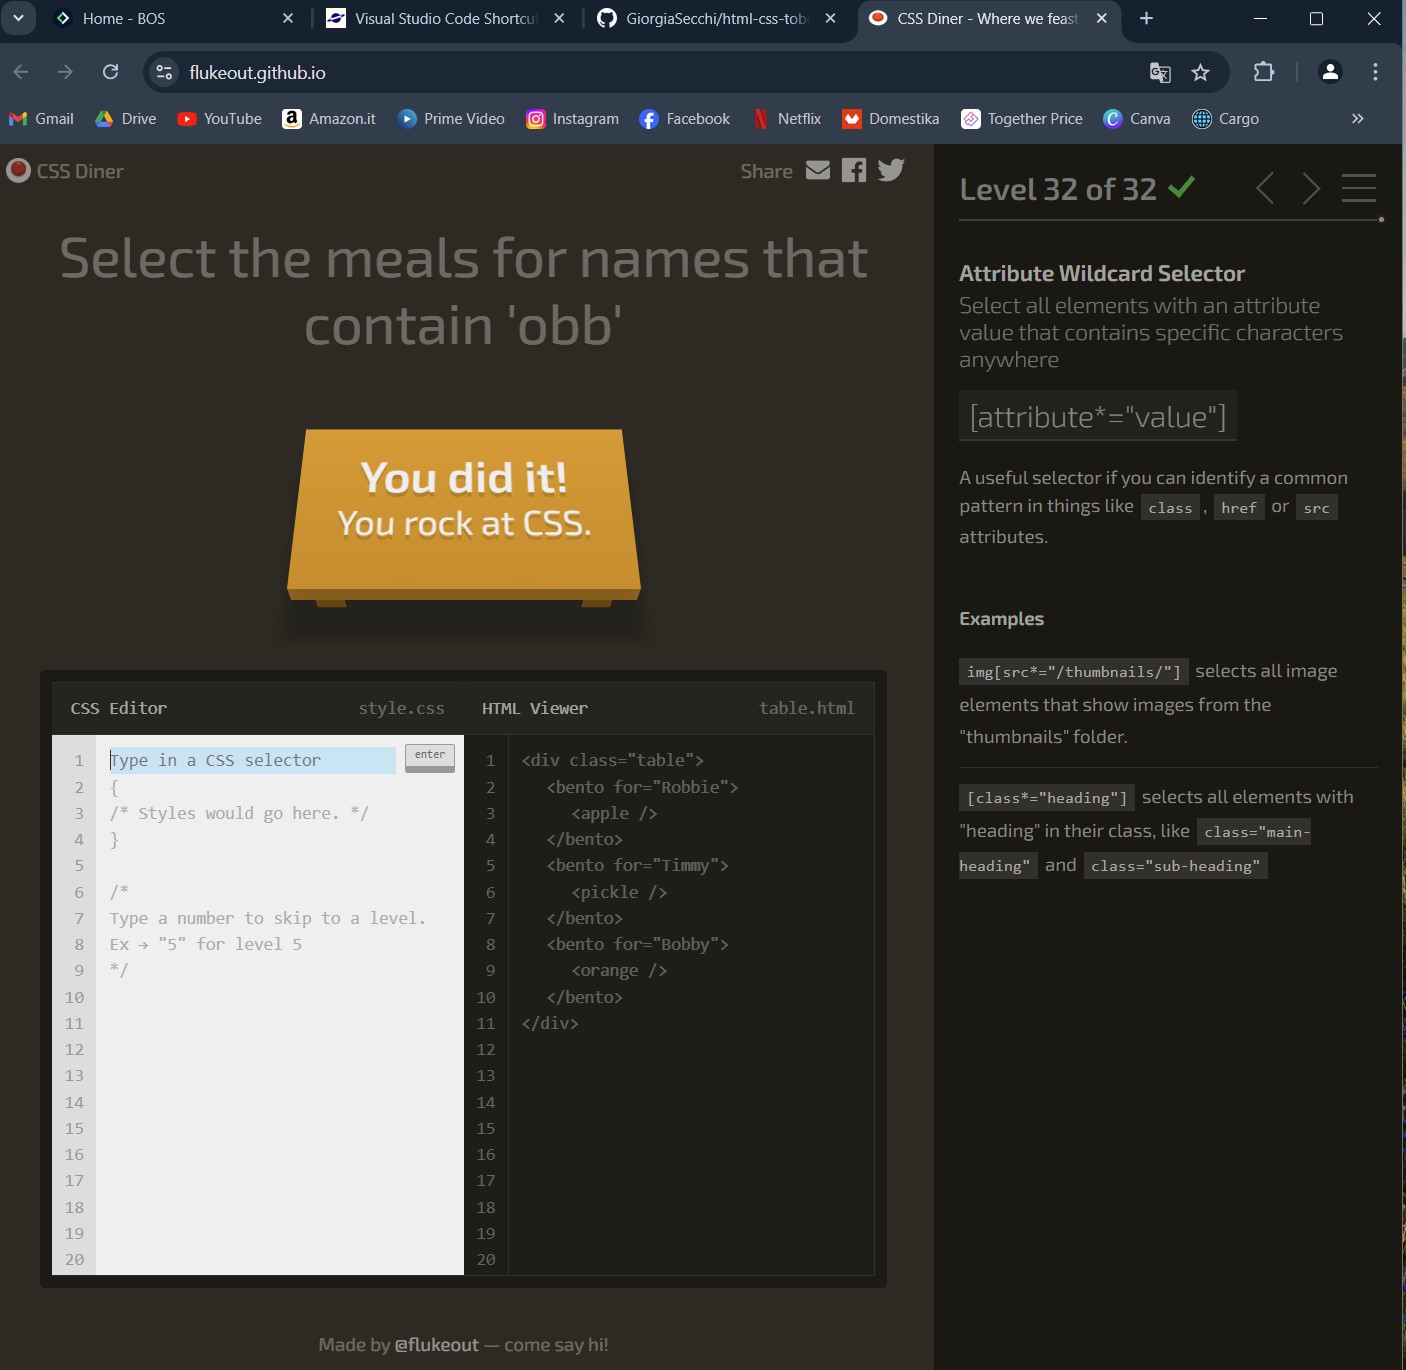 Home - BOS
Visual Studio Code Shortcu
GiorgiaSecchi/html-css-tob
CSS Diner - Where we feast
flukeout.github.io
Gmail Drive YouTube Amazon.it Prime Video Instagram Facebook Netflix Domestika Together Price Canva Cargo
CSS Diner
Share
Select the meals for names that
contain 'obb'
You did it!
You rock at CSS.
CSS Editor style.css
1 Type in a CSS selector enter
2 {
3 /* Styles would go here. */
4 }
5
6 /*
7 Type a number to skip to a level.
8 Ex → "5" for level 5
9 */
10
11
12
13
14
15
16
17
18
19
20
HTML Viewer table.html
1 <div class="table">
2 <bento for="Robbie">
3 <apple />
4 </bento>
5 <bento for="Timmy">
6 <pickle />
7 </bento>
8 <bento for="Bobby">
9 <orange />
10 </bento>
11 </div>
12
13
14
15
16
17
18
19
20
Made by @flukeout — come say hi!
Level 32 of 32
Attribute Wildcard Selector
Select all elements with an attribute
value that contains specific characters
anywhere
[attribute*="value"]
A useful selector if you can identify a common
pattern in things like class , href or src
attributes.
Examples
img[src*="/thumbnails/"] selects all image
elements that show images from the
"thumbnails" folder.
[class*="heading"] selects all elements with
"heading" in their class, like class="main-
heading" and class="sub-heading"